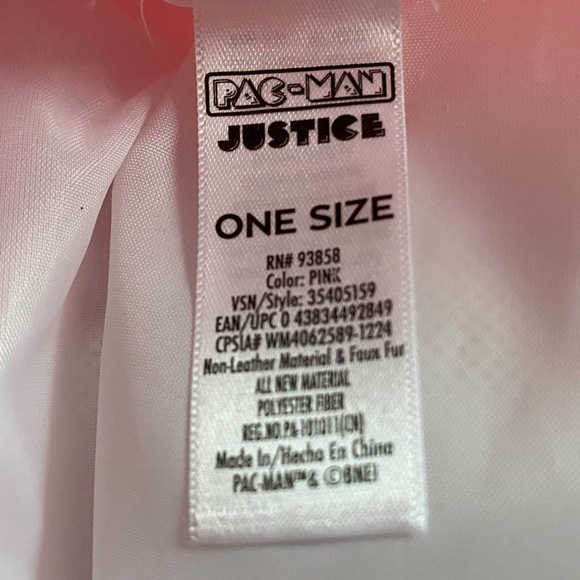 PAC-MAN
JUSTICE
ONE SIZE
RN# 93858
Color: PINK
VSN/Style: 35405159
EAN/UPC 0 43834492849
CPSIA# WM4062589-1224
Non-Leather Material & Faux Fur
ALL NEW MATERIAL
POLYESTER FIBER
REG.NO.PA-101011(CN)
Made In/Hecho En China
PAC-MAN™& ©BNEI